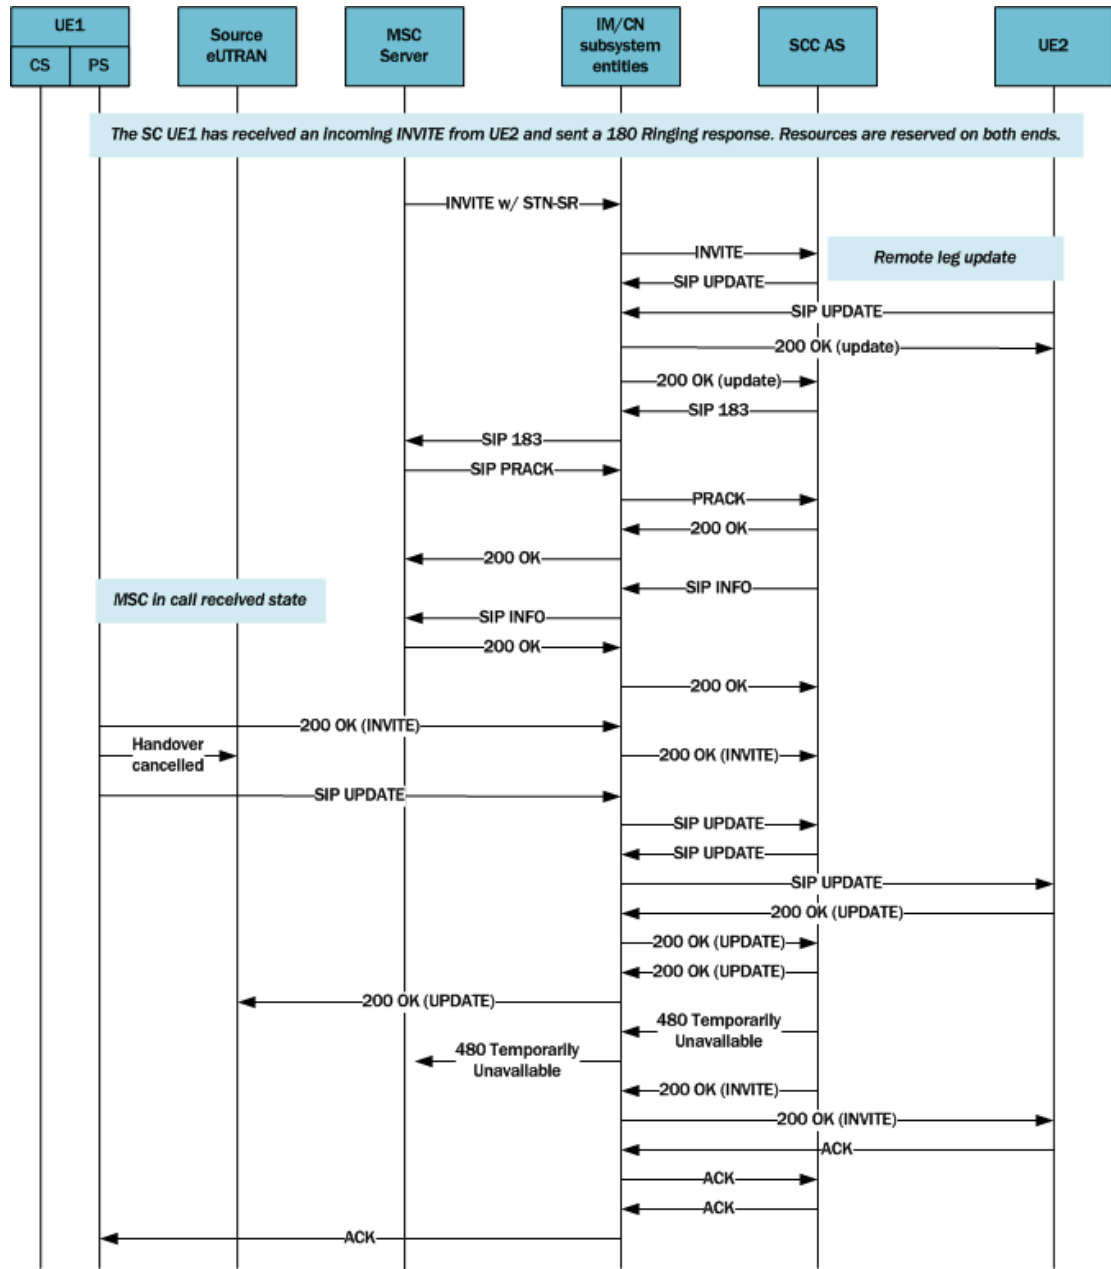 UE1
CS
PS
Source
eUTRAN
MSC
Server
IM/CN
subsystem
entities
SCC AS
UE2
The SC UE1 has received an incoming INVITE from UE2 and sent a 180 Ringing response. Resources are reserved on both ends.
INVITE w/ STN-SR
INVITE
Remote leg update
SIP UPDATE
SIP UPDATE
200 OK (update)
200 OK (update)
SIP 183
SIP 183
SIP PRACK
PRACK
200 OK
200 OK
SIP INFO
MSC in call received state
SIP INFO
200 OK
200 OK
200 OK (INVITE)
Handover
cancelled
200 OK (INVITE)
SIP UPDATE
SIP UPDATE
SIP UPDATE
SIP UPDATE
200 OK (UPDATE)
200 OK (UPDATE)
200 OK (UPDATE)
200 OK (UPDATE)
480 Temporarily
Unavailable
480 Temporarily
Unavailable
200 OK (INVITE)
200 OK (INVITE)
ACK
ACK
ACK
ACK